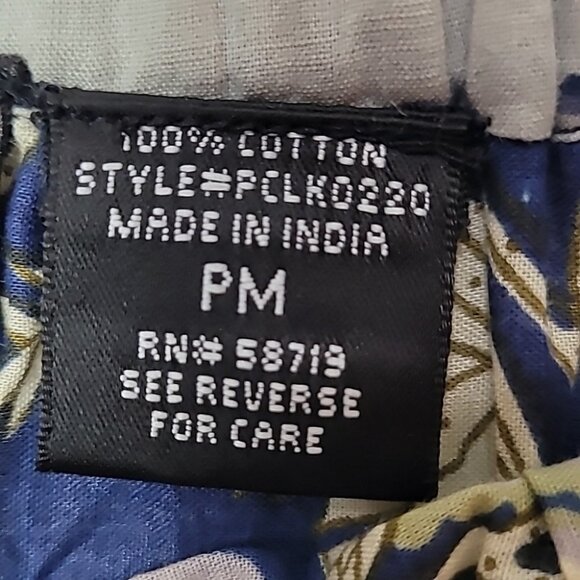 100% COTTON
STYLE#PCLK0220
MADE IN INDIA
PM
RN# 58719
SEE REVERSE
FOR CARE